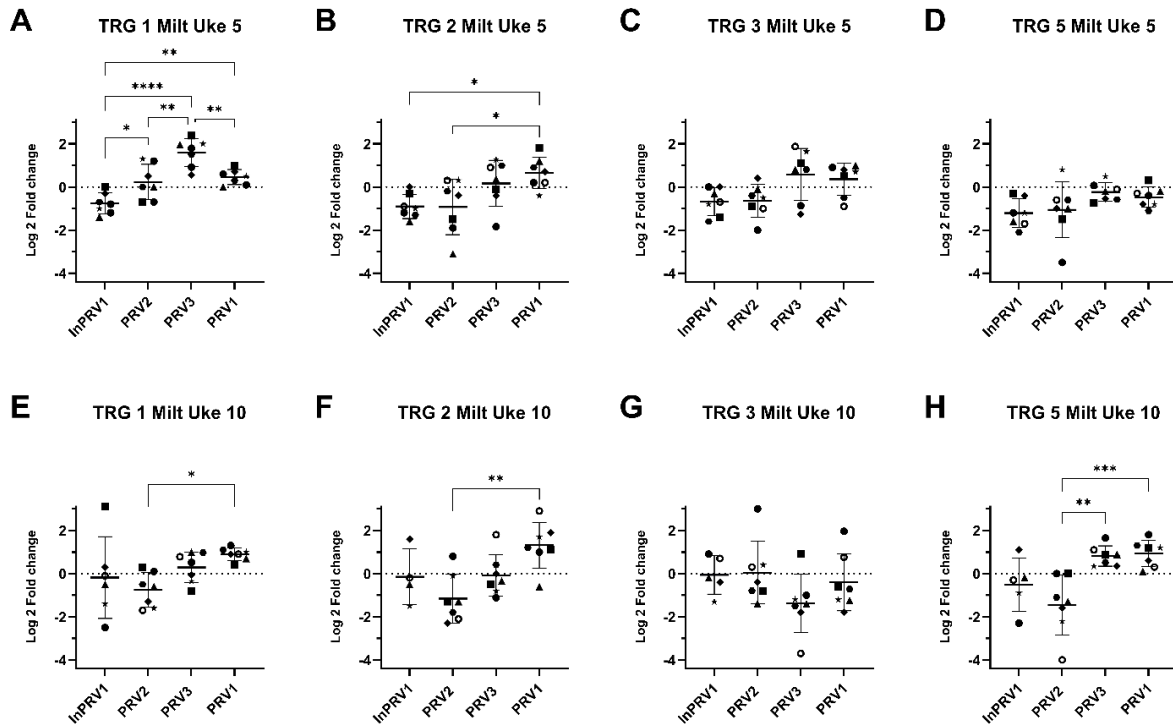 A TRG 1 Milt Uke 5
**
****
** **
*
Log 2 Fold change
2
0
-2
-4
InPRV1 PRV2 PRV3 PRV1
B TRG 2 Milt Uke 5
*
*
Log 2 Fold change
2
0
-2
-4
InPRV1 PRV2 PRV3 PRV1
C TRG 3 Milt Uke 5
Log 2 Fold change
2
0
-2
-4
InPRV1 PRV2 PRV3 PRV1
D TRG 5 Milt Uke 5
Log 2 Fold change
2
0
-2
-4
InPRV1 PRV2 PRV3 PRV1
E TRG 1 Milt Uke 10
*
Log 2 Fold change
2
0
-2
-4
InPRV1 PRV2 PRV3 PRV1
F TRG 2 Milt Uke 10
**
Log 2 Fold change
2
0
-2
-4
InPRV1 PRV2 PRV3 PRV1
G TRG 3 Milt Uke 10
Log 2 Fold change
2
0
-2
-4
InPRV1 PRV2 PRV3 PRV1
H TRG 5 Milt Uke 10
***
**
Log 2 Fold change
2
0
-2
-4
InPRV1 PRV2 PRV3 PRV1